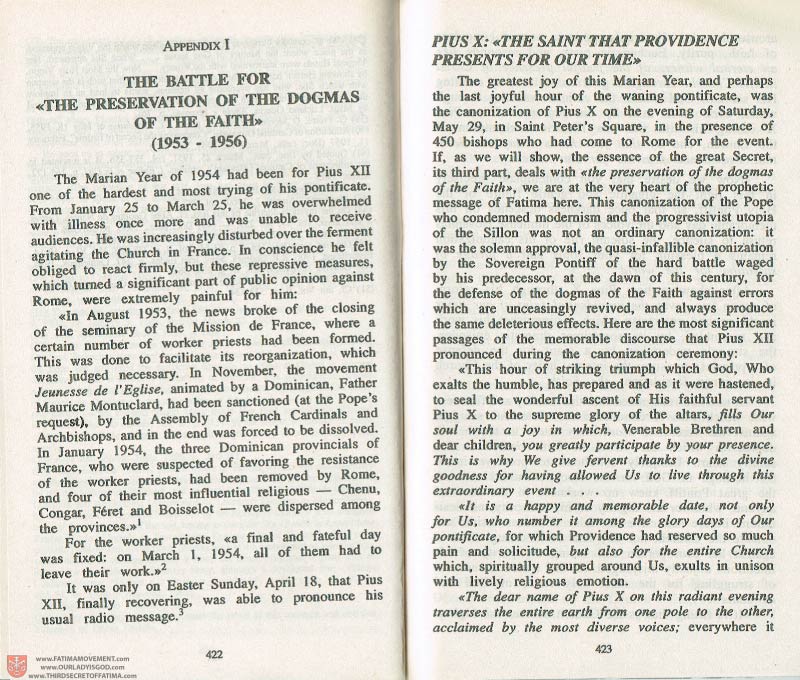 APPENDIX I
THE BATTLE FOR
«THE PRESERVATION OF THE DOGMAS
OF THE FAITH»
(1953 - 1956)
The Marian Year of 1954 had been for Pius XII
one of the hardest and most trying of his pontificate.
From January 25 to March 25, he was overwhelmed
with illness once more and was unable to receive
audiences. He was increasingly disturbed over the ferment
agitating the Church in France. In conscience he felt
obliged to react firmly, but these repressive measures,
which turned a significant part of public opinion against
Rome, were extremely painful for him:
«In August 1953, the news broke of the closing
of the seminary of the Mission de France, where a
certain number of worker priests had been formed.
This was done to facilitate its reorganization, which
was judged necessary. In November, the movement
Jeunesse de l'Eglise, animated by a Dominican, Father
Maurice Montuclard, had been sanctioned (at the Pope's
request), by the Assembly of French Cardinals and
Archbishops, and in the end was forced to be dissolved.
In January 1954, the three Dominican provincials of
France, who were suspected of favoring the resistance
of the worker priests, had been removed by Rome,
and four of their most influential religious — Chenu,
Congar, Féret and Boisselot — were dispersed among
the provinces.»1
For the worker priests, «a final and fateful day
was fixed: on March 1, 1954, all of them had to
leave their work.»2
It was only on Easter Sunday, April 18, that Pius
XII, finally recovering, was able to pronounce his
usual radio message.3
422
PIUS X: «THE SAINT THAT PROVIDENCE
PRESENTS FOR OUR TIME»
The greatest joy of this Marian Year, and perhaps
the last joyful hour of the waning pontificate, was
the canonization of Pius X on the evening of Saturday,
May 29, in Saint Peter's Square, in the presence of
450 bishops who had come to Rome for the event.
If, as we will show, the essence of the great Secret,
its third part, deals with «the preservation of the dogmas
of the Faith», we are at the very heart of the prophetic
message of Fatima here. This canonization of the Pope
who condemned modernism and the progressivist utopia
of the Sillon was not an ordinary canonization: it
was the solemn approval, the quasi-infallible canonization
by the Sovereign Pontiff of the hard battle waged
by his predecessor, at the dawn of this century, for
the defense of the dogmas of the Faith against errors
which are unceasingly revived, and always produce
the same deleterious effects. Here are the most significant
passages of the memorable discourse that Pius XII
pronounced during the canonization ceremony:
«This hour of striking triumph which God, Who
exalts the humble, has prepared and as it were hastened,
to seal the wonderful ascent of His faithful servant
Pius X to the supreme glory of the altars, fills Our
soul with a joy in which, Venerable Brethren and
dear children, you greatly participate by your presence.
This is why We give fervent thanks to the divine
goodness for having allowed Us to live through this
extraordinary event . . .
«It is a happy and memorable date, not only
for Us, who number it among the glory days of Our
pontificate, for which Providence had reserved so much
pain and solicitude, but also for the entire Church
which, spiritually grouped around Us, exults in unison
with lively religious emotion.
«The dear name of Pius X on this radiant evening
traverses the entire earth from one pole to the other,
acclaimed by the most diverse voices; everywhere it
423
www.FATIMAMOVEMENT.com
www.OURLADYISGOD.com
www.THIRDSECRETOFFATIMA.com